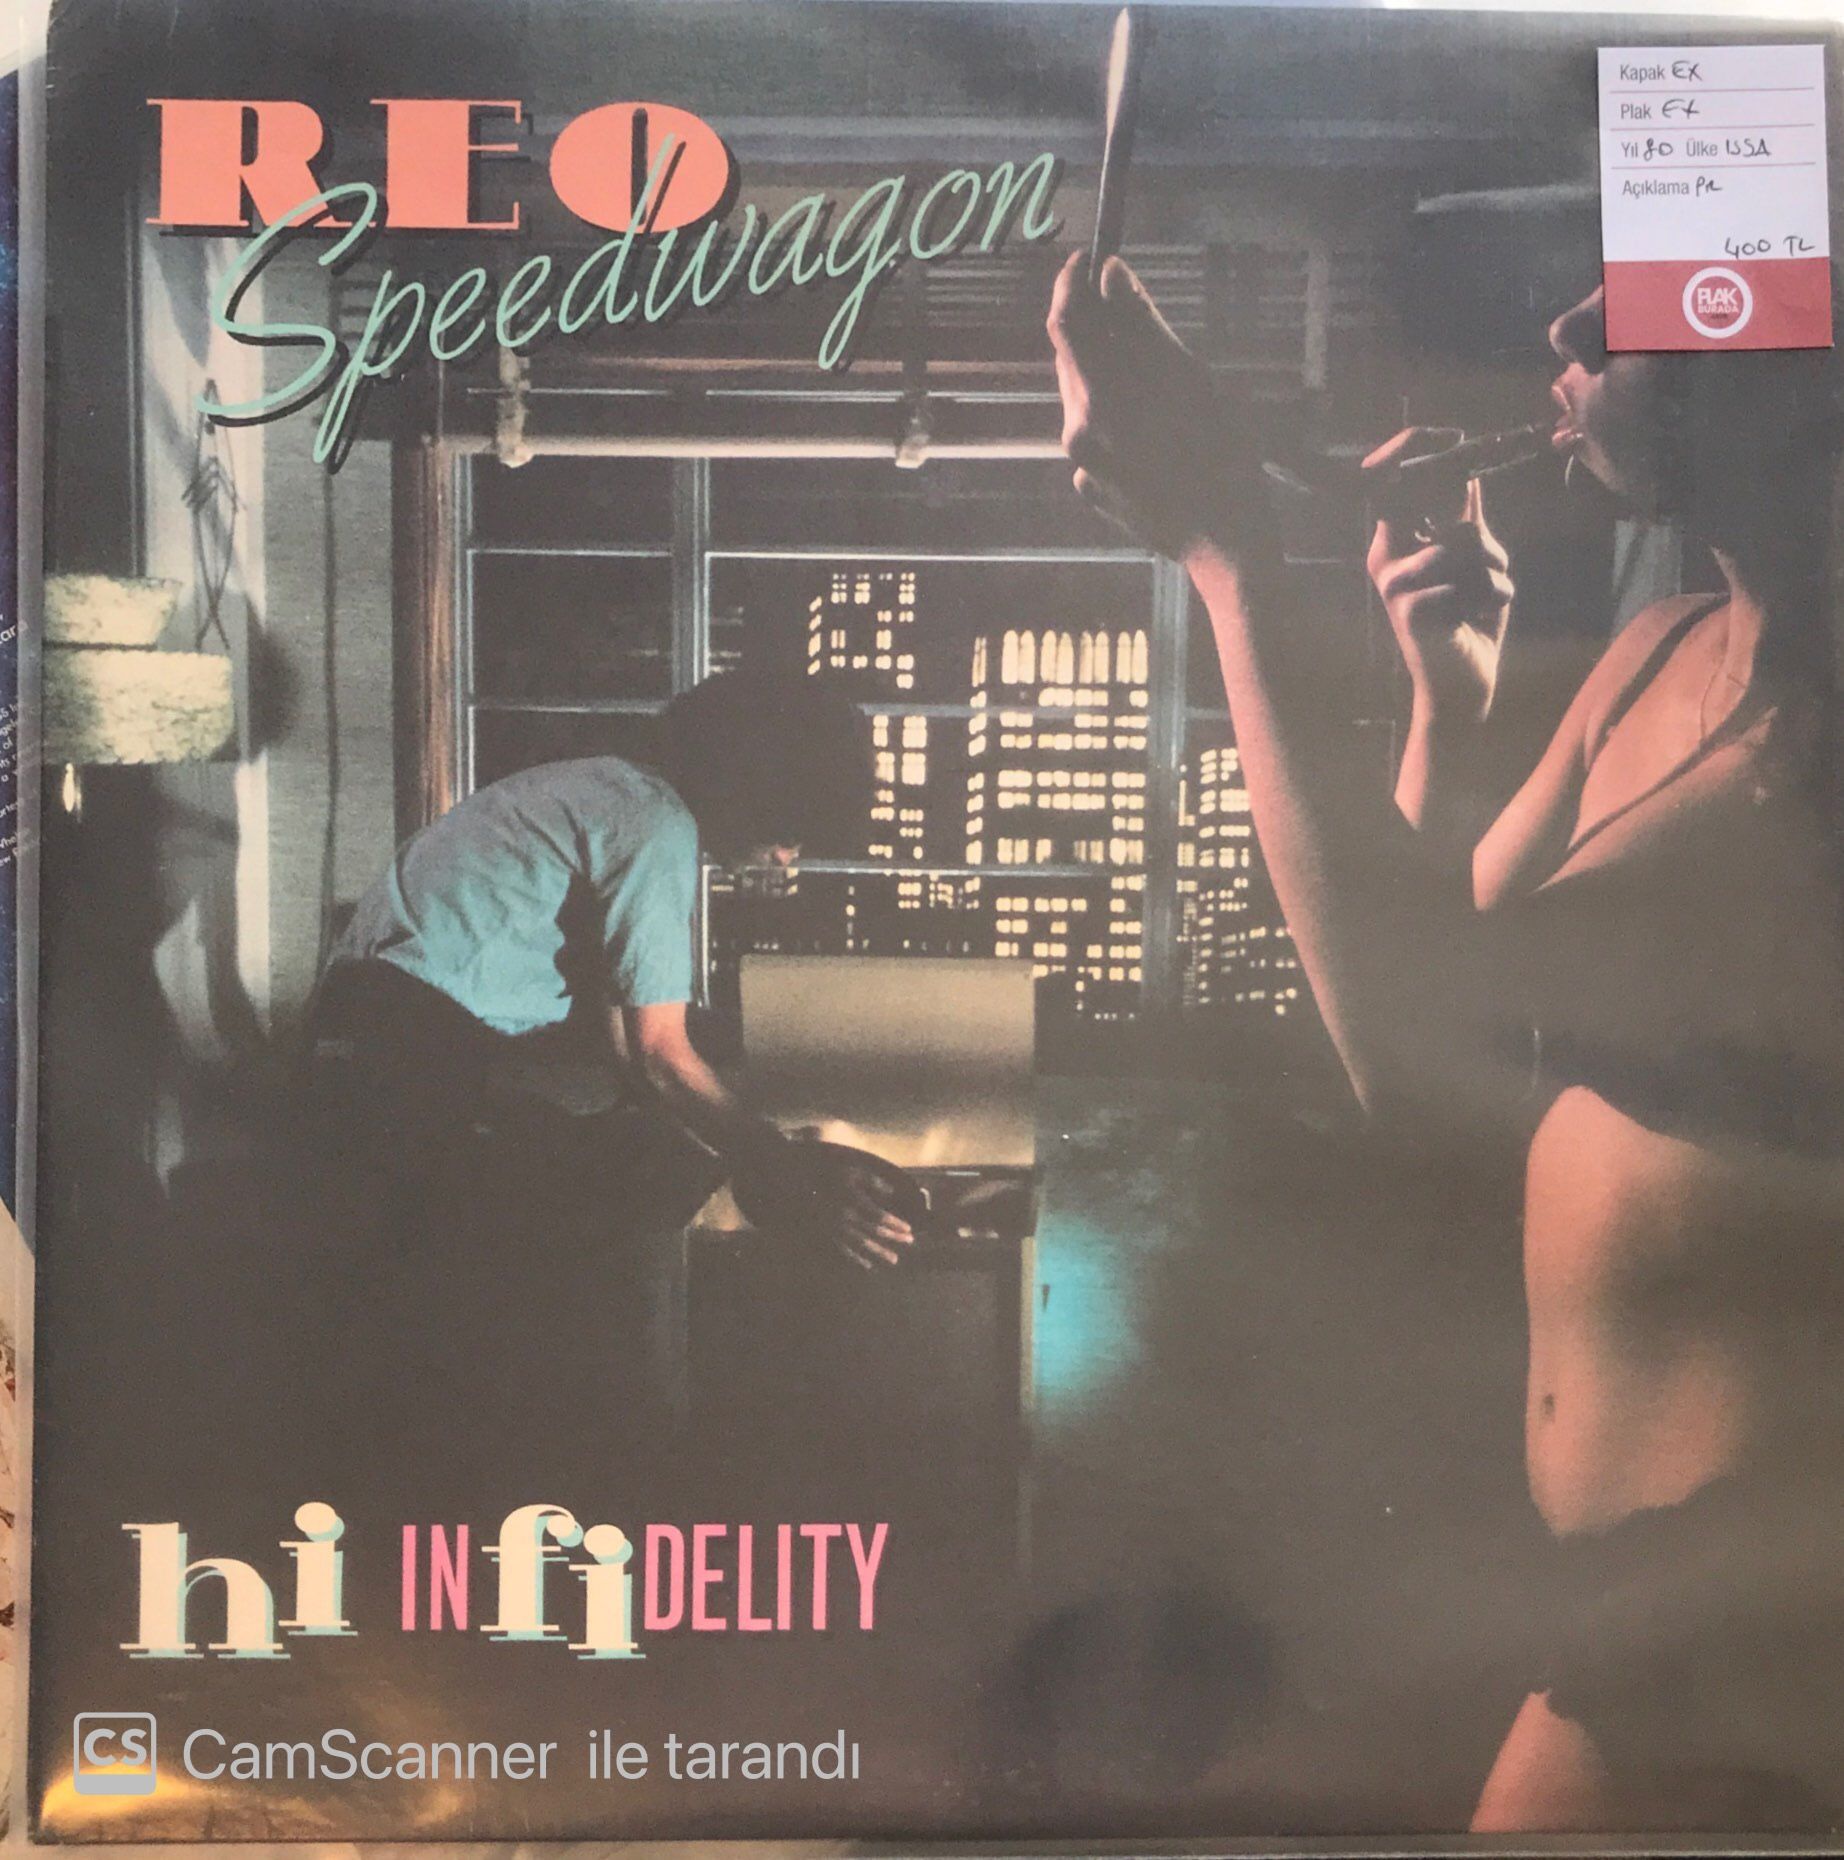 REO
Speedwagon
Kapak EX
Plak EX
Yıl 80 Ülke USA
Açıklama PR
400 TL
PLAK
BURADA
hi INfiDELITY
CS CamScanner ile tarandı